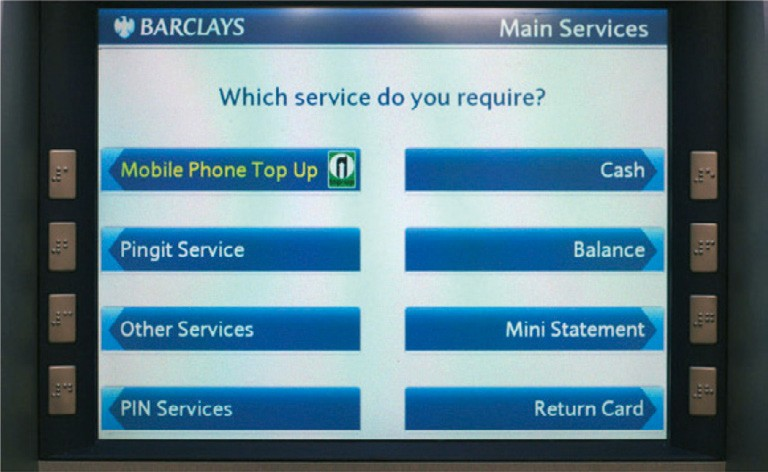 BARCLAYS
Main Services
Which service do you require?
Mobile Phone Top Up
Cash
Pingit Service
Balance
Other Services
Mini Statement
PIN Services
Return Card